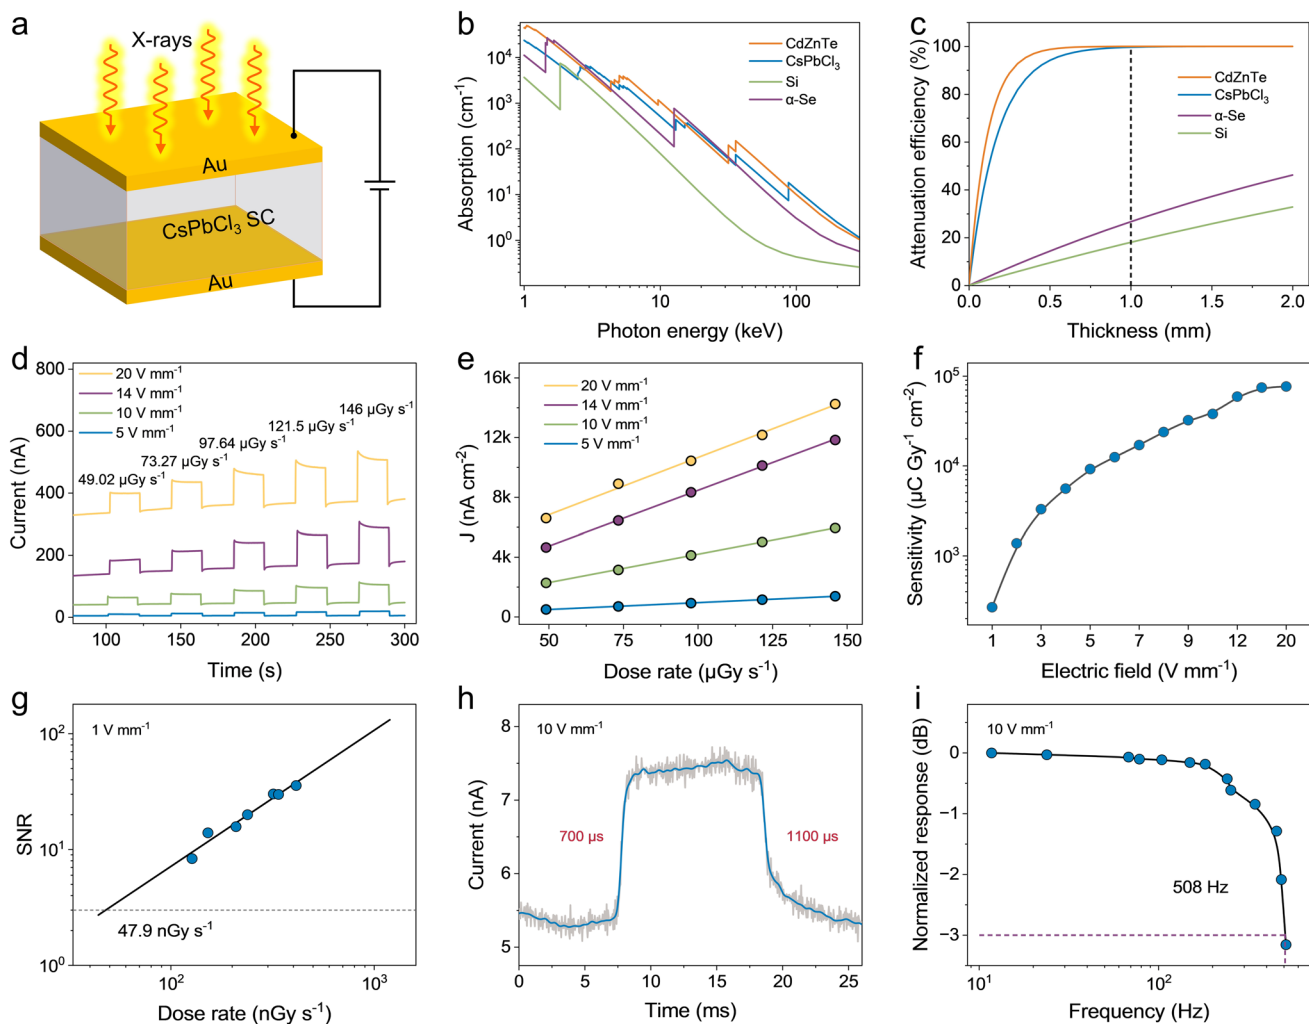 a
X-rays
Au
CsPbCl₃ SC
Au
b
Absorption (cm⁻¹)
10⁴
10³
10²
10¹
10⁰
CdZnTe
CsPbCl₃
Si
α-Se
1
10
100
Photon energy (keV)
c
Attenuation efficiency (%)
100
80
60
40
20
0
CdZnTe
CsPbCl₃
α-Se
Si
0.0
0.5
1.0
1.5
2.0
Thickness (mm)
d
Current (nA)
800
600
400
200
0
20 V mm⁻¹
14 V mm⁻¹
10 V mm⁻¹
5 V mm⁻¹
49.02 μGy s⁻¹
73.27 μGy s⁻¹
97.64 μGy s⁻¹
121.5 μGy s⁻¹
146 μGy s⁻¹
100
150
200
250
300
Time (s)
e
J (nA cm⁻²)
16k
12k
8k
4k
0
20 V mm⁻¹
14 V mm⁻¹
10 V mm⁻¹
5 V mm⁻¹
50
75
100
125
150
Dose rate (μGy s⁻¹)
f
Sensitivity (μC Gy⁻¹ cm⁻²)
10⁵
10⁴
10³
1
3
5
7
9
12
20
Electric field (V mm⁻¹)
g
SNR
10²
10¹
10⁰
1 V mm⁻¹
47.9 nGy s⁻¹
10²
10³
Dose rate (nGy s⁻¹)
h
Current (nA)
8
7
6
5
10 V mm⁻¹
700 μs
1100 μs
0
5
10
15
20
25
Time (ms)
i
Normalized response (dB)
0
−1
−2
−3
10 V mm⁻¹
508 Hz
10¹
10²
Frequency (Hz)